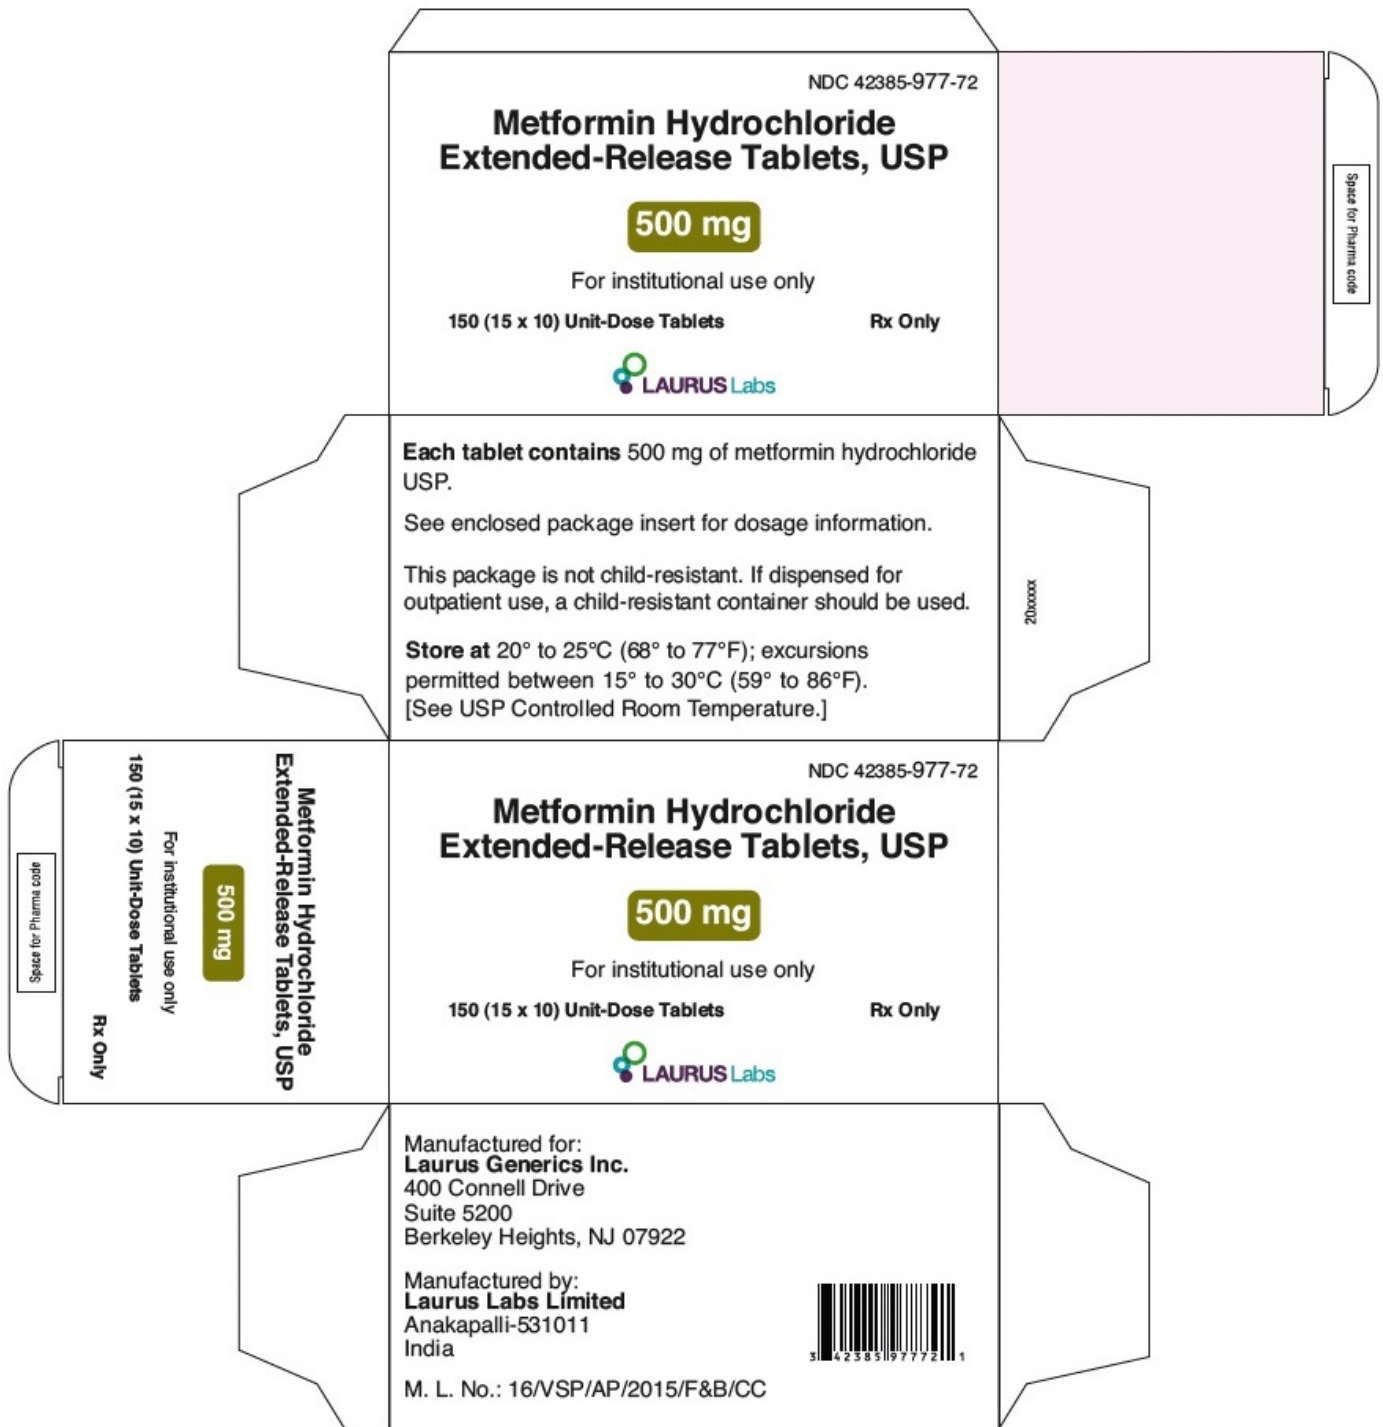 NDC 42385-977-72
Metformin Hydrochloride
Extended-Release Tablets, USP
500 mg
For institutional use only
150 (15 x 10) Unit-Dose Tablets Rx Only
LAURUS Labs
Space for Pharma code
Each tablet contains 500 mg of metformin hydrochloride
USP.
See enclosed package insert for dosage information.
This package is not child-resistant. If dispensed for
outpatient use, a child-resistant container should be used.
Store at 20° to 25°C (68° to 77°F); excursions
permitted between 15° to 30°C (59° to 86°F).
[See USP Controlled Room Temperature.]
20xxxxx
Space for Pharma code
Metformin Hydrochloride
Extended-Release Tablets, USP
500 mg
For institutional use only
150 (15 x 10) Unit-Dose Tablets
Rx Only
NDC 42385-977-72
Metformin Hydrochloride
Extended-Release Tablets, USP
500 mg
For institutional use only
150 (15 x 10) Unit-Dose Tablets Rx Only
LAURUS Labs
Manufactured for:
Laurus Generics Inc.
400 Connell Drive
Suite 5200
Berkeley Heights, NJ 07922
Manufactured by:
Laurus Labs Limited
Anakapalli-531011
India
M. L. No.: 16/VSP/AP/2015/F&B/CC
3 42385 97772 1